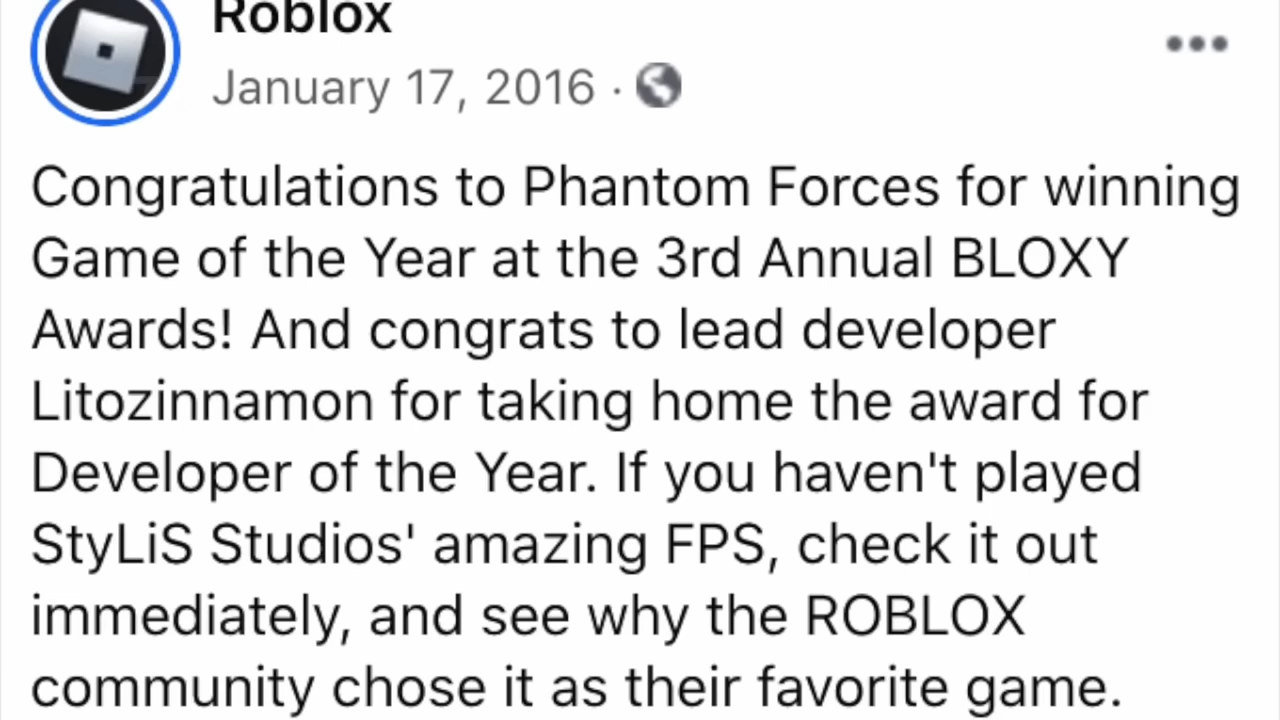 Roblox
January 17, 2016 ·
Congratulations to Phantom Forces for winning
Game of the Year at the 3rd Annual BLOXY
Awards! And congrats to lead developer
Litozinnamon for taking home the award for
Developer of the Year. If you haven't played
StyLiS Studios' amazing FPS, check it out
immediately, and see why the ROBLOX
community chose it as their favorite game.